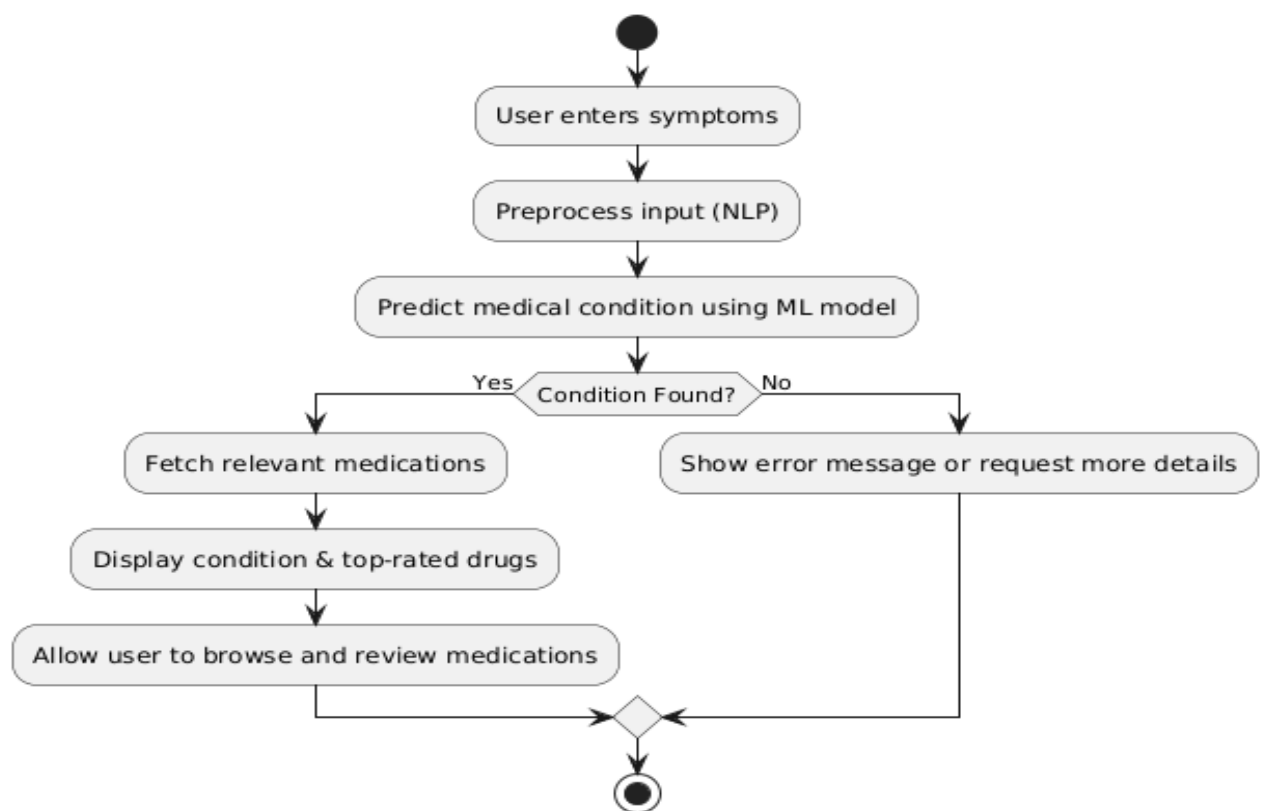 User enters symptoms
Preprocess input (NLP)
Predict medical condition using ML model
Yes
Condition Found?
No
Fetch relevant medications
Show error message or request more details
Display condition & top-rated drugs
Allow user to browse and review medications